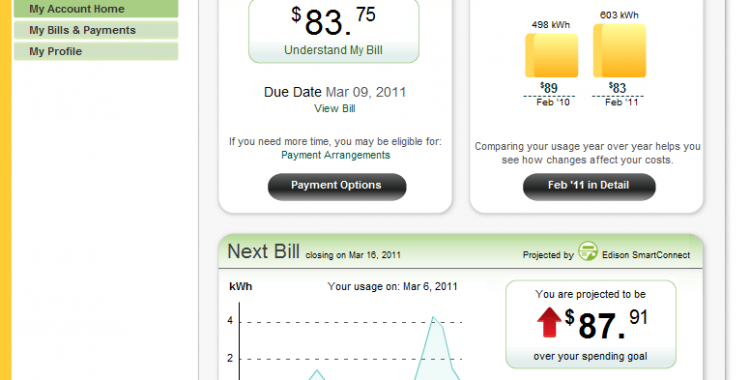 My Account Home
My Bills & Payments
My Profile
$83.75
Understand My Bill
Due Date Mar 09, 2011
View Bill
If you need more time, you may be eligible for:
Payment Arrangements
Payment Options
498 kWh
603 kWh
$89
$83
Feb '10
Feb '11
Comparing your usage year over year helps you
see how changes affect your costs.
Feb '11 in Detail
Next Bill closing on Mar 16, 2011
Projected by Edison SmartConnect
kWh
Your usage on: Mar 6, 2011
4
2
You are projected to be
$87.91
over your spending goal